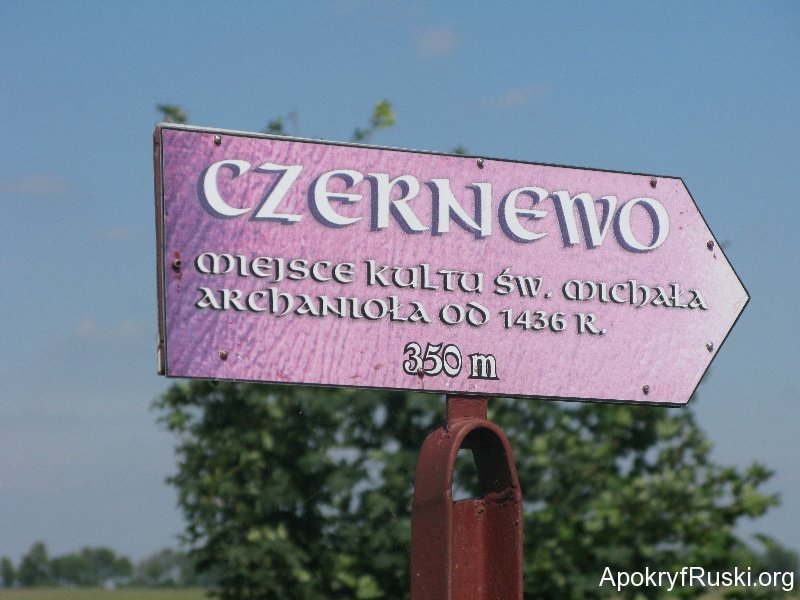 CZERNEWO
MIEJSCE KULTU ŚW. MICHAŁA
ARCHANIOŁA OD 1436 R.
350 m
ApokryfRuski.org